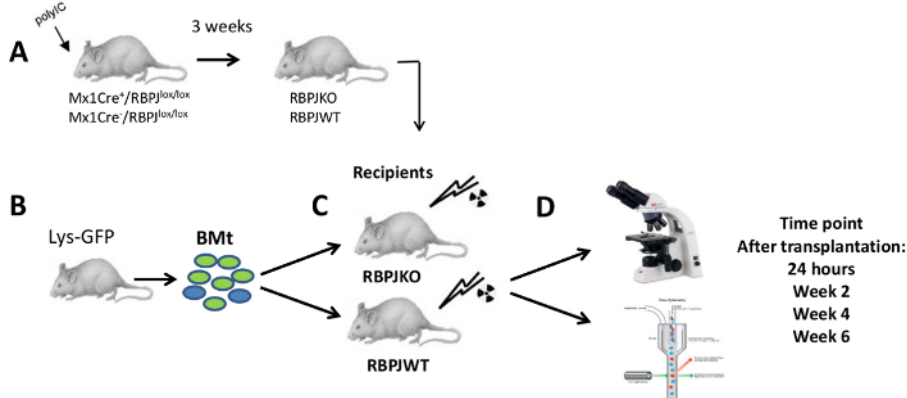 polyIC
A
3 weeks
Mx1Cre⁺/RBPJˡᵒˣ/ˡᵒˣ
Mx1Cre⁻/RBPJˡᵒˣ/ˡᵒˣ
RBPJKO
RBPJWT
B
Lys-GFP
BMt
C
Recipients
RBPJKO
RBPJWT
D
Time point
After transplantation:
24 hours
Week 2
Week 4
Week 6